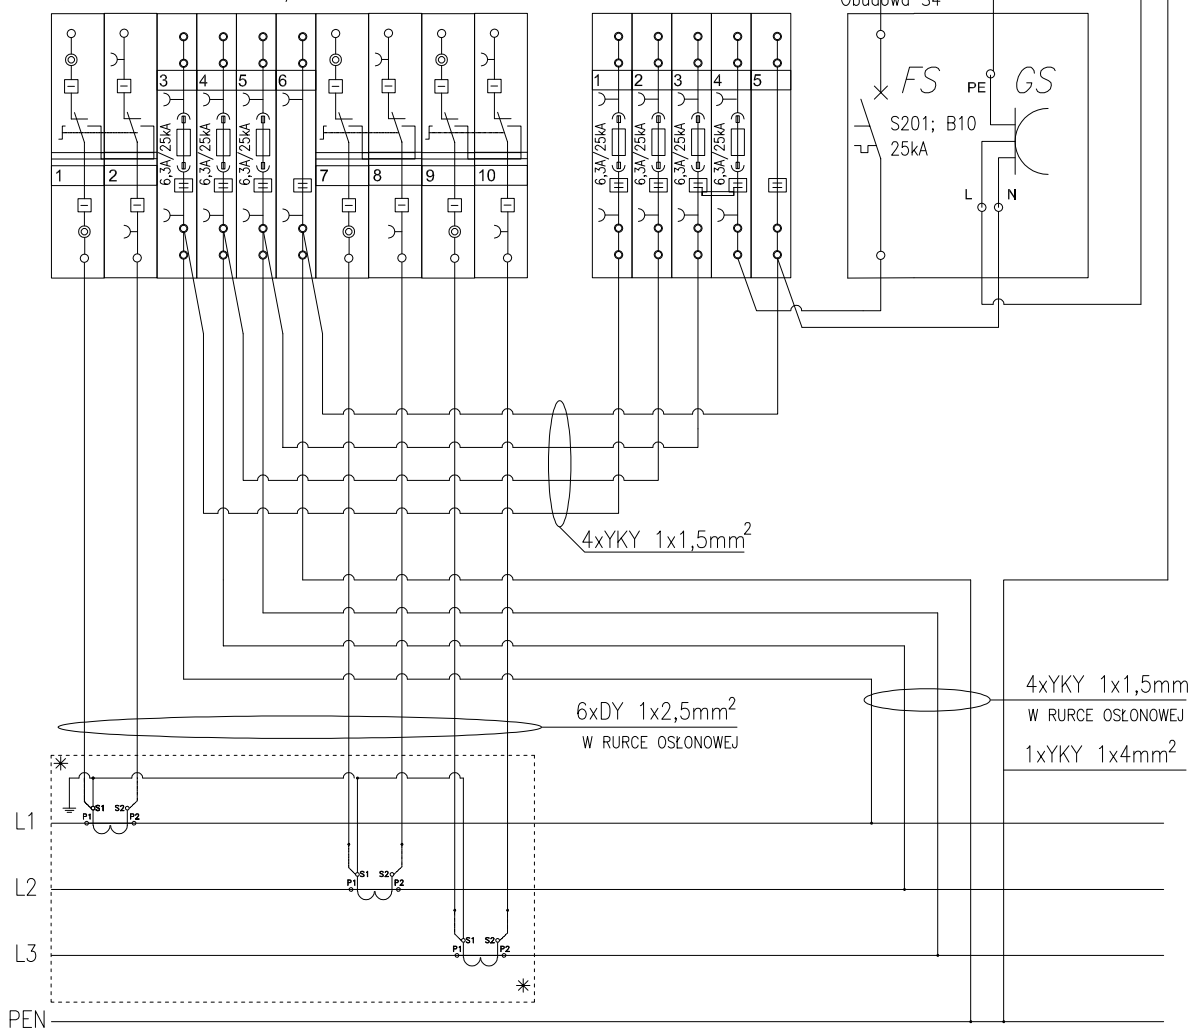 Obudowa S4
3 4 5 6
1 2 3 4 5
FS GS
PE
S201; B10
25kA
6,3A/25kA 6,3A/25kA 6,3A/25kA
6,3A/25kA 6,3A/25kA 6,3A/25kA 6,3A/25kA
1 2 7 8 9 10
L N
4xYKY 1x1,5mm²
4xYKY 1x1,5mm
W RURCE OSŁONOWEJ
1xYKY 1x4mm²
6xDY 1x2,5mm²
W RURCE OSŁONOWEJ
*
S1 S2
P1 P2
L1
S1 S2
P1 P2
L2
S1 S2
P1 P2
L3
*
PEN